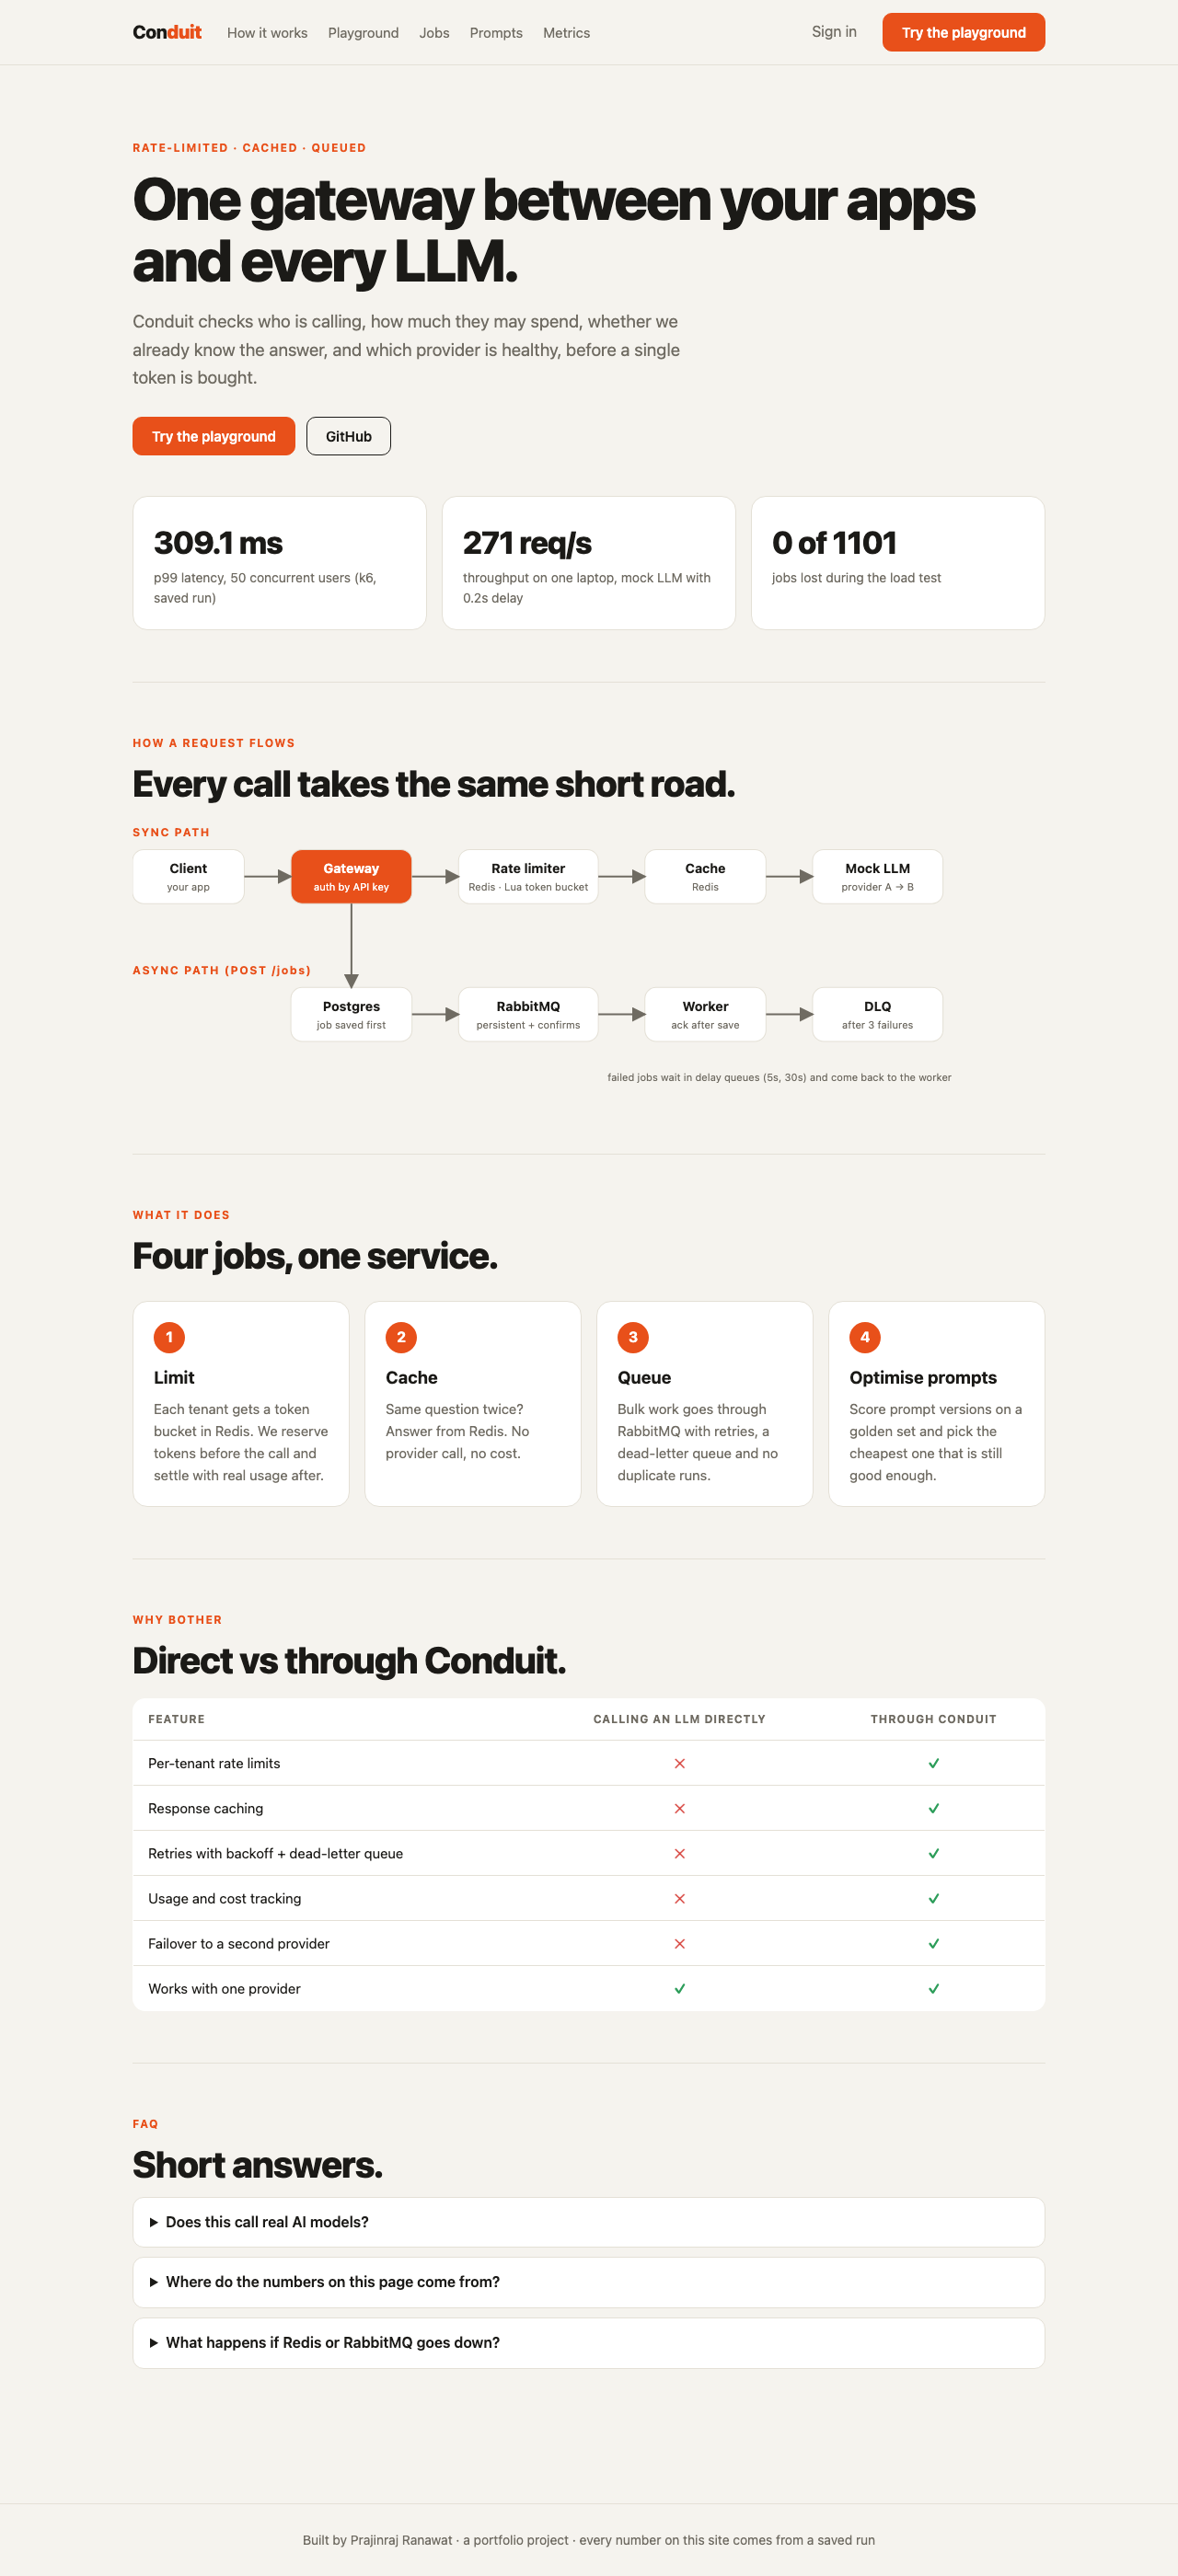 Conduit How it works Playground Jobs Prompts Metrics Sign in Try the playground
RATE-LIMITED · CACHED · QUEUED
One gateway between your apps
and every LLM.
Conduit checks who is calling, how much they may spend, whether we
already know the answer, and which provider is healthy, before a single
token is bought.
Try the playground GitHub
309.1 ms
p99 latency, 50 concurrent users (k6,
saved run)
271 req/s
throughput on one laptop, mock LLM with
0.2s delay
0 of 1101
jobs lost during the load test
HOW A REQUEST FLOWS
Every call takes the same short road.
SYNC PATH
Client
your app
Gateway
auth by API key
Rate limiter
Redis · Lua token bucket
Cache
Redis
Mock LLM
provider A → B
ASYNC PATH (POST /jobs)
Postgres
job saved first
RabbitMQ
persistent + confirms
Worker
ack after save
DLQ
after 3 failures
failed jobs wait in delay queues (5s, 30s) and come back to the worker
WHAT IT DOES
Four jobs, one service.
1
Limit
Each tenant gets a token
bucket in Redis. We reserve
tokens before the call and
settle with real usage after.
2
Cache
Same question twice?
Answer from Redis. No
provider call, no cost.
3
Queue
Bulk work goes through
RabbitMQ with retries, a
dead-letter queue and no
duplicate runs.
4
Optimise prompts
Score prompt versions on a
golden set and pick the
cheapest one that is still
good enough.
WHY BOTHER
Direct vs through Conduit.
FEATURE CALLING AN LLM DIRECTLY THROUGH CONDUIT
Per-tenant rate limits ✕ ✓
Response caching ✕ ✓
Retries with backoff + dead-letter queue ✕ ✓
Usage and cost tracking ✕ ✓
Failover to a second provider ✕ ✓
Works with one provider ✓ ✓
FAQ
Short answers.
▶ Does this call real AI models?
▶ Where do the numbers on this page come from?
▶ What happens if Redis or RabbitMQ goes down?
Built by Prajinraj Ranawat · a portfolio project · every number on this site comes from a saved run